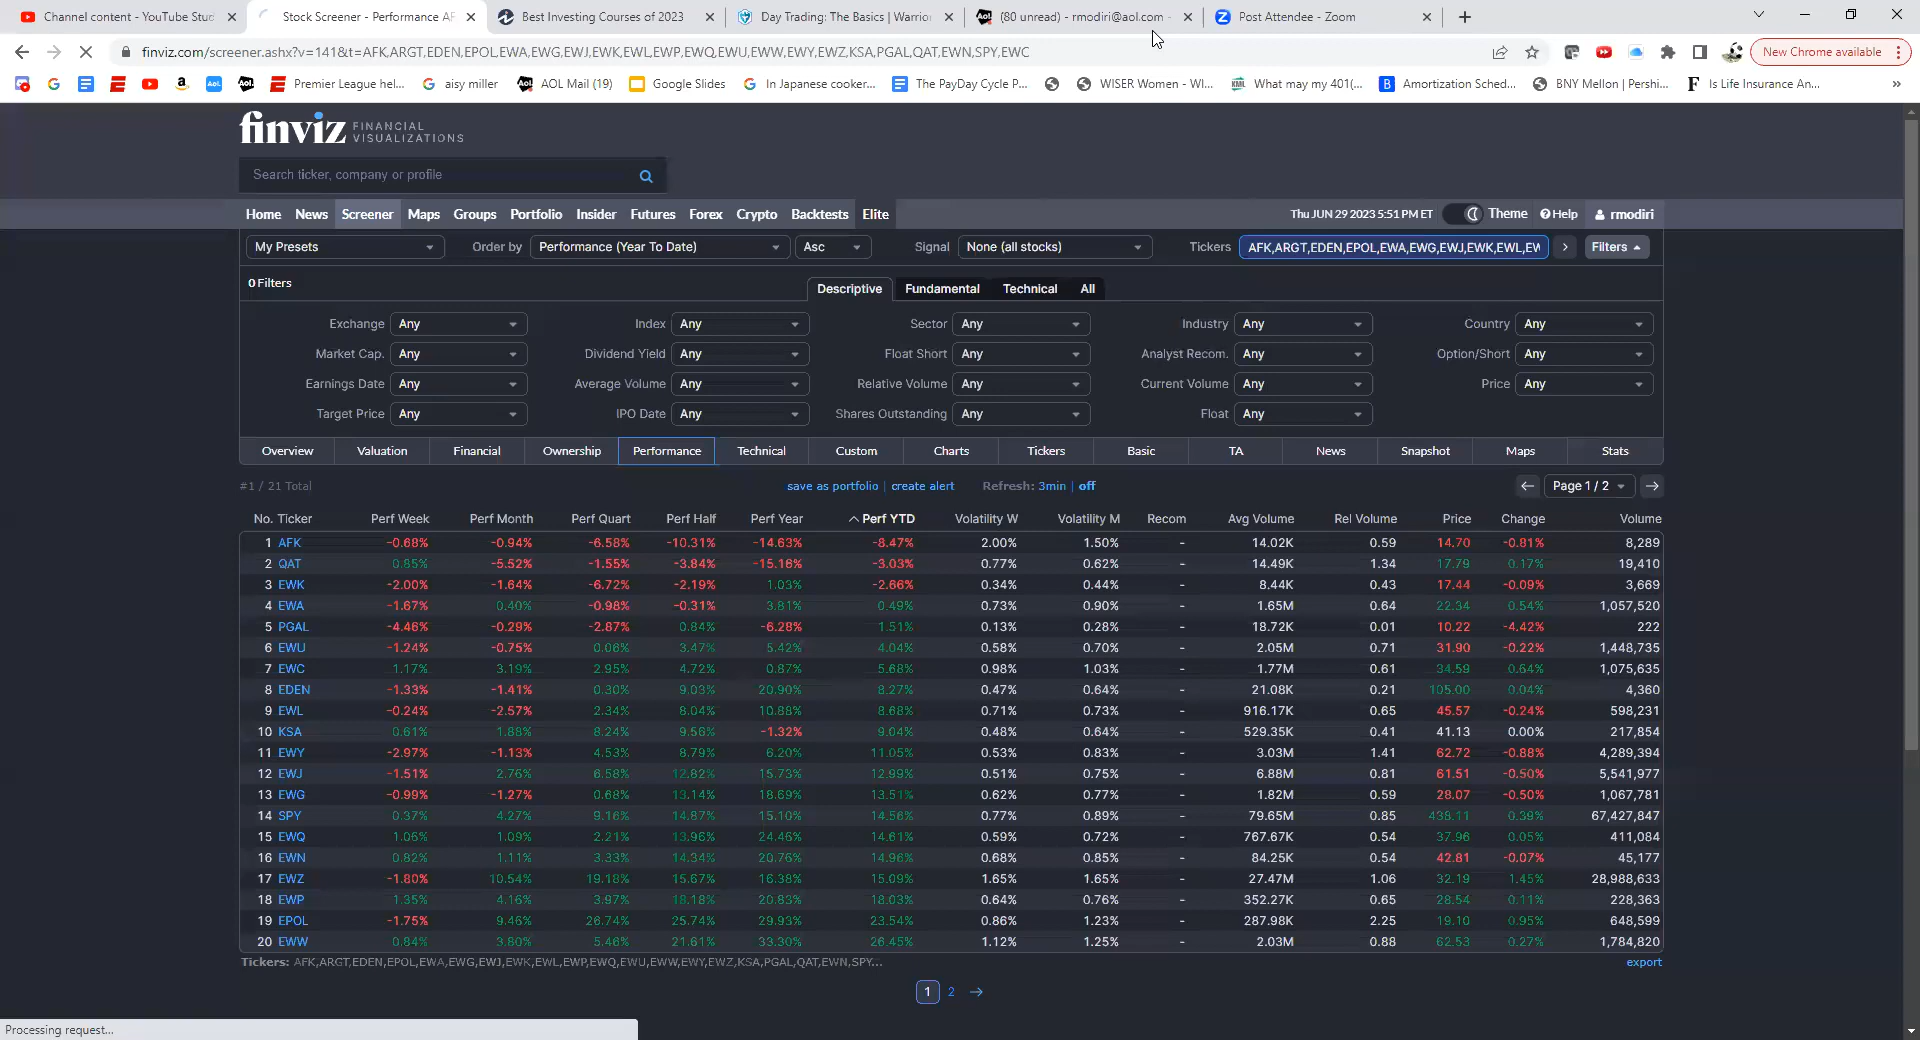 Channel content - YouTube Stud
Stock Screener - Performance AF
Best Investing Courses of 2023
Day Trading: The Basics | Warrior
(80 unread) - rmodiri@aol.com -
Post Attendee - Zoom
finviz.com/screener.ashx?v=141&t=AFK,ARGT,EDEN,EPOL,EWA,EWG,EWJ,EWK,EWL,EWP,EWQ,EWU,EWW,EWY,EWZ,KSA,PGAL,QAT,EWN,SPY,EWC
New Chrome available
Premier League hel... aisy miller AOL Mail (19) Google Slides In Japanese cooker... The PayDay Cycle P... WISER Women - WI... What may my 401(... Amortization Sched... BNY Mellon | Pershi... Is Life Insurance An... »
finviz FINANCIAL VISUALIZATIONS
Search ticker, company or profile
Home News Screener Maps Groups Portfolio Insider Futures Forex Crypto Backtests Elite Thu JUN 29 2023 5:51 PM ET Theme Help rmodiri
My Presets Order by Performance (Year To Date) Asc Signal None (all stocks) Tickers AFK,ARGT,EDEN,EPOL,EWA,EWG,EWJ,EWK,EWL,EW > Filters
0 Filters Descriptive Fundamental Technical All
Exchange Any Index Any Sector Any Industry Any Country Any
Market Cap. Any Dividend Yield Any Float Short Any Analyst Recom. Any Option/Short Any
Earnings Date Any Average Volume Any Relative Volume Any Current Volume Any Price Any
Target Price Any IPO Date Any Shares Outstanding Any Float Any
Overview Valuation Financial Ownership Performance Technical Custom Charts Tickers Basic TA News Snapshot Maps Stats
#1 / 21 Total save as portfolio | create alert Refresh: 3min | off Page 1 / 2
No. Ticker Perf Week Perf Month Perf Quart Perf Half Perf Year Perf YTD Volatility W Volatility M Recom Avg Volume Rel Volume Price Change Volume
1 AFK -0.68% -0.94% -6.58% -10.31% -14.63% -8.47% 2.00% 1.50% - 14.02K 0.59 14.70 -0.81% 8,289
2 QAT 0.85% -5.52% -1.55% -3.84% -15.16% -3.03% 0.77% 0.62% - 14.49K 1.34 17.79 0.17% 19,410
3 EWK -2.00% -1.64% -6.72% -2.19% 1.03% -2.66% 0.34% 0.44% - 8.44K 0.43 17.44 -0.09% 3,669
4 EWA -1.67% 0.40% -0.98% -0.31% 3.81% 0.49% 0.73% 0.90% - 1.65M 0.64 22.34 0.54% 1,057,520
5 PGAL -4.46% -0.29% -2.87% 0.84% -6.28% 1.51% 0.13% 0.28% - 18.72K 0.01 10.22 -4.42% 222
6 EWU -1.24% -0.75% 0.06% 3.47% 5.42% 4.04% 0.58% 0.70% - 2.05M 0.71 31.90 -0.22% 1,448,735
7 EWC 1.17% 3.19% 2.95% 4.72% 0.87% 5.68% 0.98% 1.03% - 1.77M 0.61 34.59 0.64% 1,075,635
8 EDEN -1.33% -1.41% 0.30% 9.03% 20.90% 8.27% 0.47% 0.64% - 21.08K 0.21 105.00 0.04% 4,360
9 EWL -0.24% -2.57% 2.34% 8.04% 10.88% 8.68% 0.71% 0.73% - 916.17K 0.65 45.57 -0.24% 598,231
10 KSA 0.61% 1.88% 8.24% 9.56% -1.32% 9.04% 0.48% 0.64% - 529.35K 0.41 41.13 0.00% 217,854
11 EWY -2.97% -1.13% 4.53% 8.79% 6.20% 11.05% 0.53% 0.83% - 3.03M 1.41 62.72 -0.88% 4,289,394
12 EWJ -1.51% 2.76% 6.58% 12.82% 15.73% 12.99% 0.51% 0.75% - 6.88M 0.81 61.51 -0.50% 5,541,977
13 EWG -0.99% -1.27% 0.68% 13.14% 18.69% 13.51% 0.62% 0.77% - 1.82M 0.59 28.07 -0.50% 1,067,781
14 SPY 0.37% 4.27% 9.16% 14.87% 15.10% 14.56% 0.77% 0.89% - 79.65M 0.85 438.11 0.39% 67,427,847
15 EWQ 1.06% 1.09% 2.21% 13.96% 24.46% 14.61% 0.59% 0.72% - 767.67K 0.54 37.96 0.05% 411,084
16 EWN 0.82% 1.11% 3.33% 14.34% 20.76% 14.96% 0.68% 0.85% - 84.25K 0.54 42.81 -0.07% 45,177
17 EWZ -1.80% 10.54% 19.18% 15.67% 16.38% 15.09% 1.65% 1.65% - 27.47M 1.06 32.19 1.45% 28,988,633
18 EWP 1.35% 4.16% 3.97% 18.18% 20.83% 18.03% 0.64% 0.76% - 352.27K 0.65 28.54 0.11% 228,363
19 EPOL -1.75% 9.46% 26.74% 25.74% 29.93% 23.54% 0.86% 1.23% - 287.98K 2.25 19.10 0.95% 648,599
20 EWW 0.84% 3.80% 5.46% 21.61% 33.30% 26.45% 1.12% 1.25% - 2.03M 0.88 62.53 0.27% 1,784,820
Tickers: AFK,ARGT,EDEN,EPOL,EWA,EWG,EWJ,EWK,EWL,EWP,EWQ,EWU,EWW,EWY,EWZ,KSA,PGAL,QAT,EWN,SPY... export
1 2
Processing request...